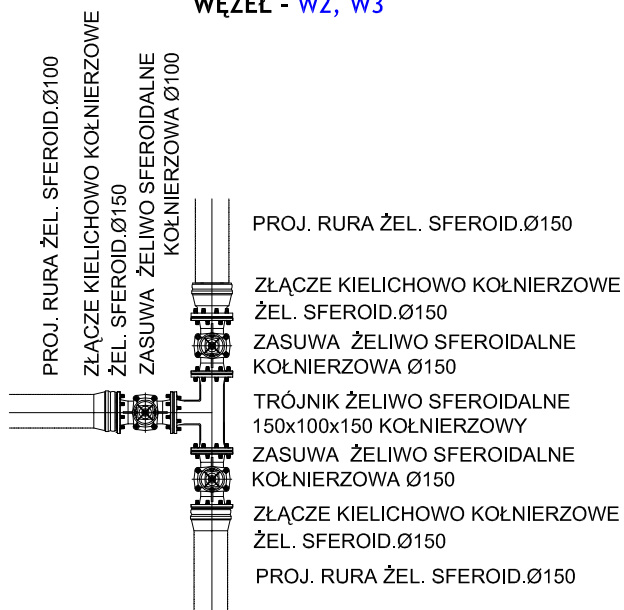 WĘZEŁ - W2, W3
PROJ. RURA ŻEL. SFEROID.Ø100
ZŁĄCZE KIELICHOWO KOŁNIERZOWE
ŻEL. SFEROID.Ø150
ZASUWA ŻELIWO SFEROIDALNE
KOŁNIERZOWA Ø100
PROJ. RURA ŻEL. SFEROID.Ø150
ZŁĄCZE KIELICHOWO KOŁNIERZOWE
ŻEL. SFEROID.Ø150
ZASUWA ŻELIWO SFEROIDALNE
KOŁNIERZOWA Ø150
TRÓJNIK ŻELIWO SFEROIDALNE
150x100x150 KOŁNIERZOWY
ZASUWA ŻELIWO SFEROIDALNE
KOŁNIERZOWA Ø150
ZŁĄCZE KIELICHOWO KOŁNIERZOWE
ŻEL. SFEROID.Ø150
PROJ. RURA ŻEL. SFEROID.Ø150